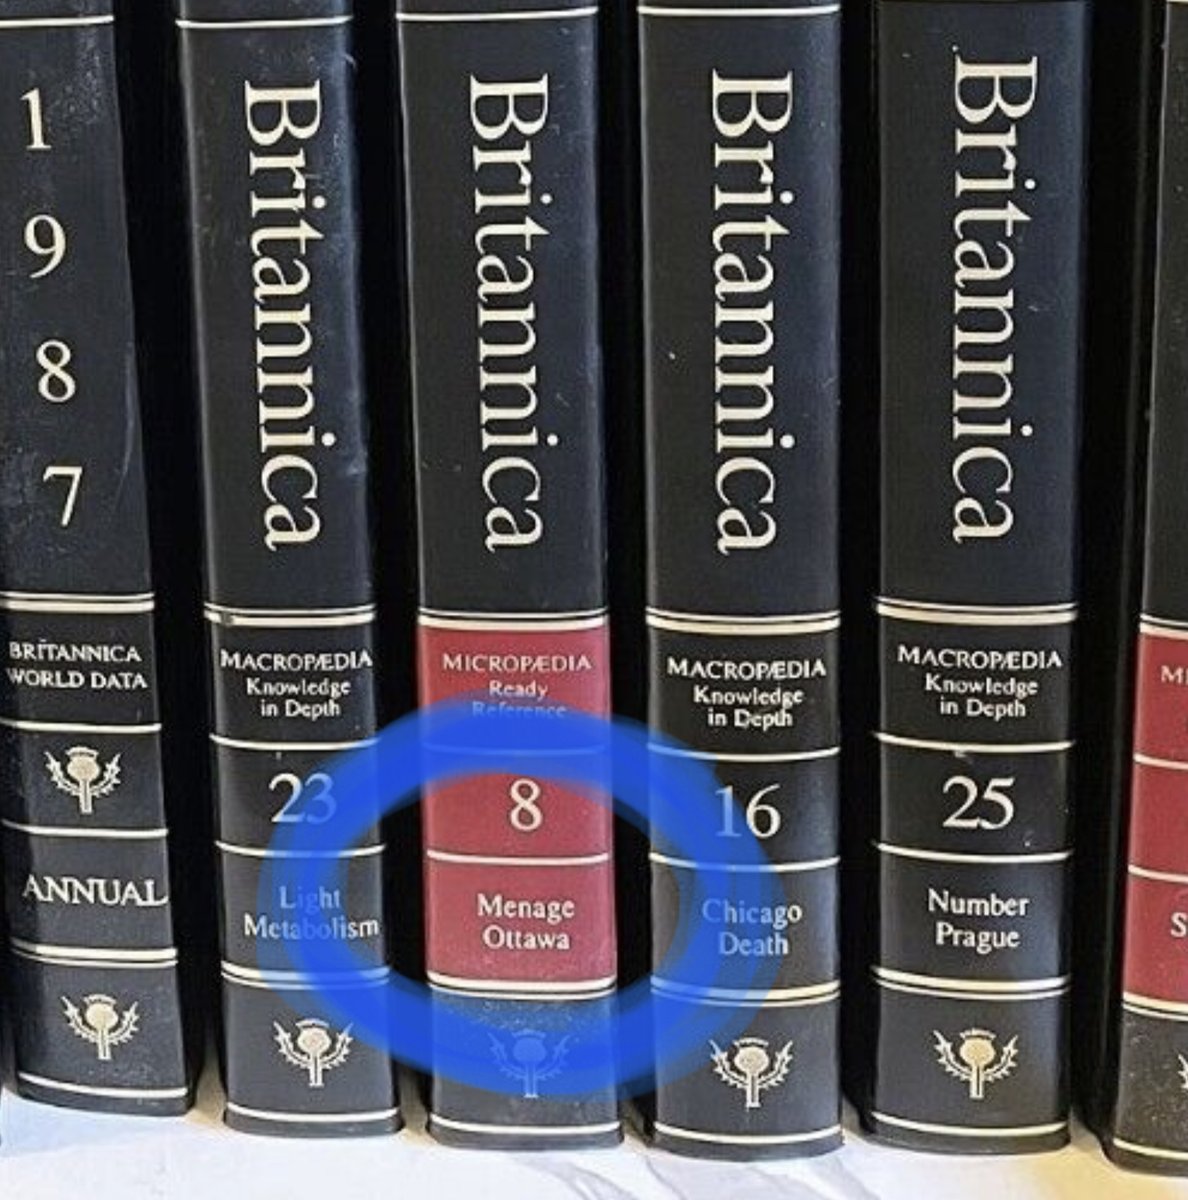 1
9
8
7
BRITANNICA
WORLD DATA
ANNUAL
Britannica
MACROPÆDIA
Knowledge
in Depth
23
Light
Metabolism
Britannica
MICROPÆDIA
Ready
Reference
8
Menage
Ottawa
Britannica
MACROPÆDIA
Knowledge
in Depth
16
Chicago
Death
Britannica
MACROPÆDIA
Knowledge
in Depth
25
Number
Prague